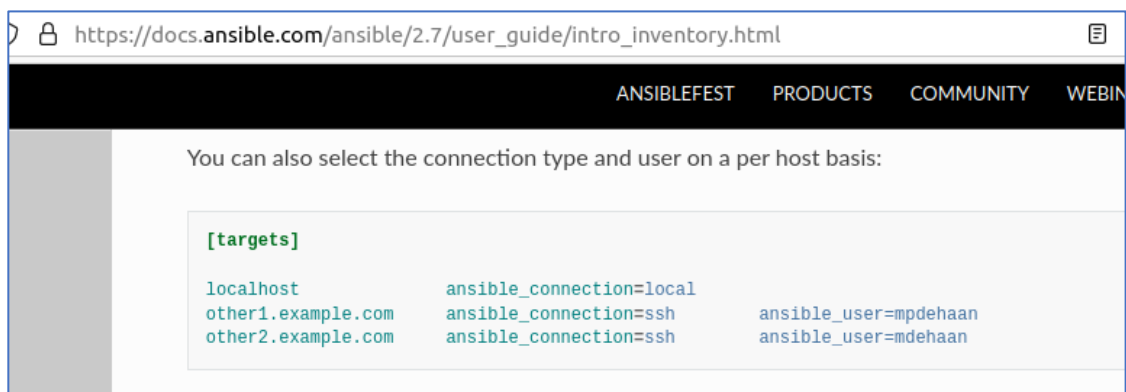 https://docs.ansible.com/ansible/2.7/user_guide/intro_inventory.html
ANSIBLEFEST PRODUCTS COMMUNITY
You can also select the connection type and user on a per host basis:
[targets]
localhost ansible_connection=local
other1.example.com ansible_connection=ssh ansible_user=mpdehaan
other2.example.com ansible_connection=ssh ansible_user=mdehaan